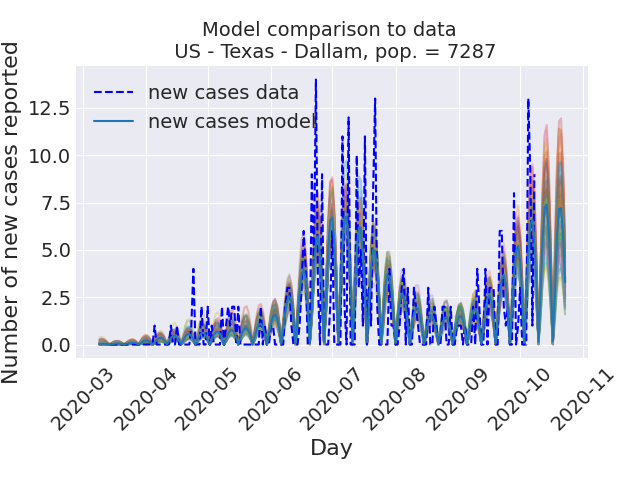 Model comparison to data
US - Texas - Dallam, pop. = 7287
Number of new cases reported
12.5
10.0
7.5
5.0
2.5
0.0
new cases data
new cases model
2020-03
2020-04
2020-05
2020-06
2020-07
2020-08
2020-09
2020-10
2020-11
Day